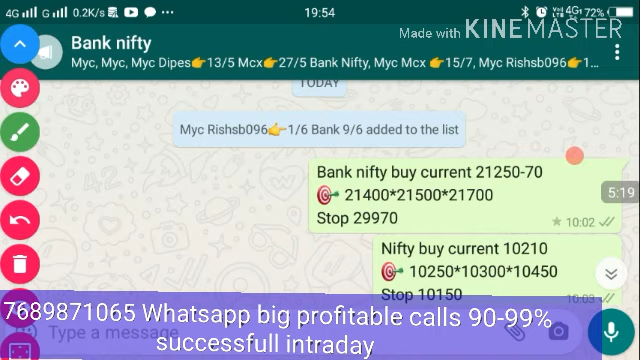 4G 4G 0.2K/s 19:54 4G 72%
Made with KINEMASTER
Bank nifty
Myc, Myc, Myc Dipes👉13/5 Mcx👉27/5 Bank Nifty, Myc Mcx 👉15/7, Myc Rishsb096👉1...
TODAY
Myc Rishsb096👉1/6 Bank 9/6 added to the list
Bank nifty buy current 21250-70
🎯 21400*21500*21700
Stop 29970
10:02
5:19
Nifty buy current 10210
🎯 10250*10300*10450
Stop 10150
10:03
7689871065 Whatsapp big profitable calls 90-99%
successfull intraday
Type a message